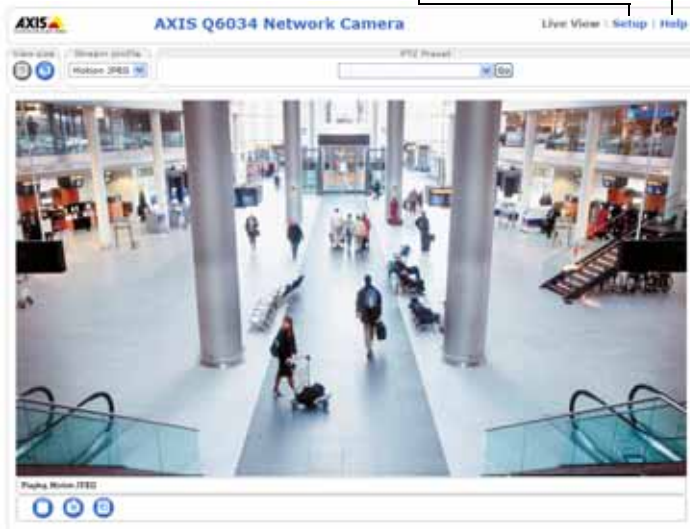 AXIS
AXIS Q6034 Network Camera
Live View | Setup | Help
View size
Stream profile
PTZ Preset
Motion JPEG
Go
Playing Motion JPEG